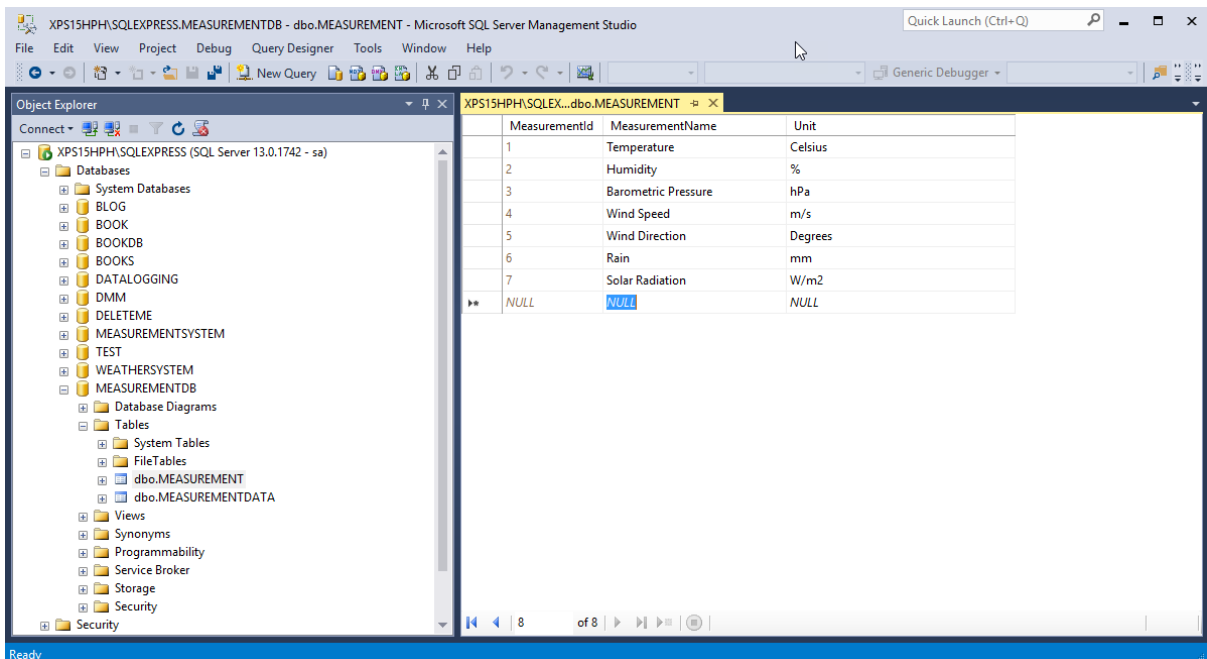 XPS15HPH\SQLEXPRESS.MEASUREMENTDB - dbo.MEASUREMENT - Microsoft SQL Server Management Studio
Quick Launch (Ctrl+Q)
File Edit View Project Debug Query Designer Tools Window Help
New Query
Generic Debugger
Object Explorer
Connect
XPS15HPH\SQLEXPRESS (SQL Server 13.0.1742 - sa)
Databases
System Databases
BLOG
BOOK
BOOKDB
BOOKS
DATALOGGING
DMM
DELETEME
MEASUREMENTSYSTEM
TEST
WEATHERSYSTEM
MEASUREMENTDB
Database Diagrams
Tables
System Tables
FileTables
dbo.MEASUREMENT
dbo.MEASUREMENTDATA
Views
Synonyms
Programmability
Service Broker
Storage
Security
Security
XPS15HPH\SQLEX...dbo.MEASUREMENT
MeasurementId MeasurementName Unit
1 Temperature Celsius
2 Humidity %
3 Barometric Pressure hPa
4 Wind Speed m/s
5 Wind Direction Degrees
6 Rain mm
7 Solar Radiation W/m2
NULL NULL NULL
8 of 8
Ready